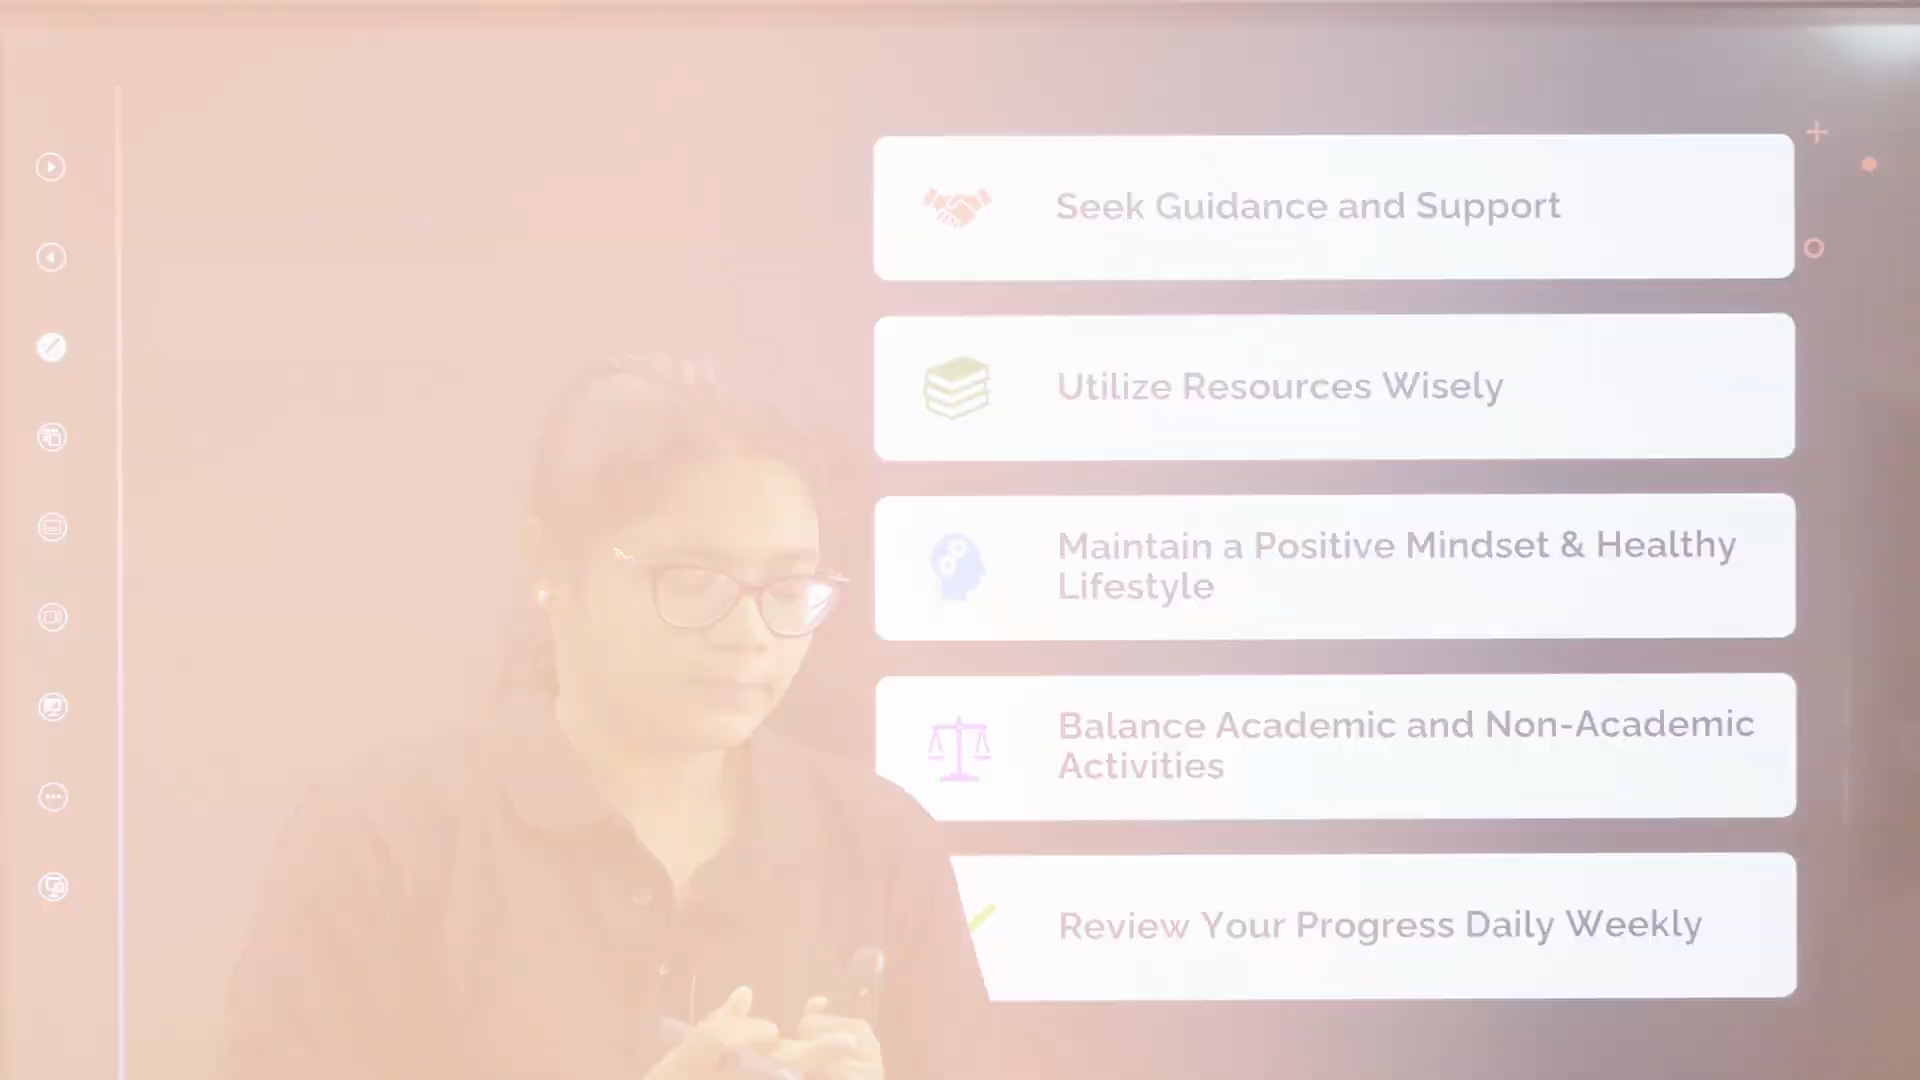 Seek Guidance and Support
Utilize Resources Wisely
Maintain a Positive Mindset & Healthy
Lifestyle
Balance Academic and Non-Academic
Activities
Review Your Progress Daily Weekly